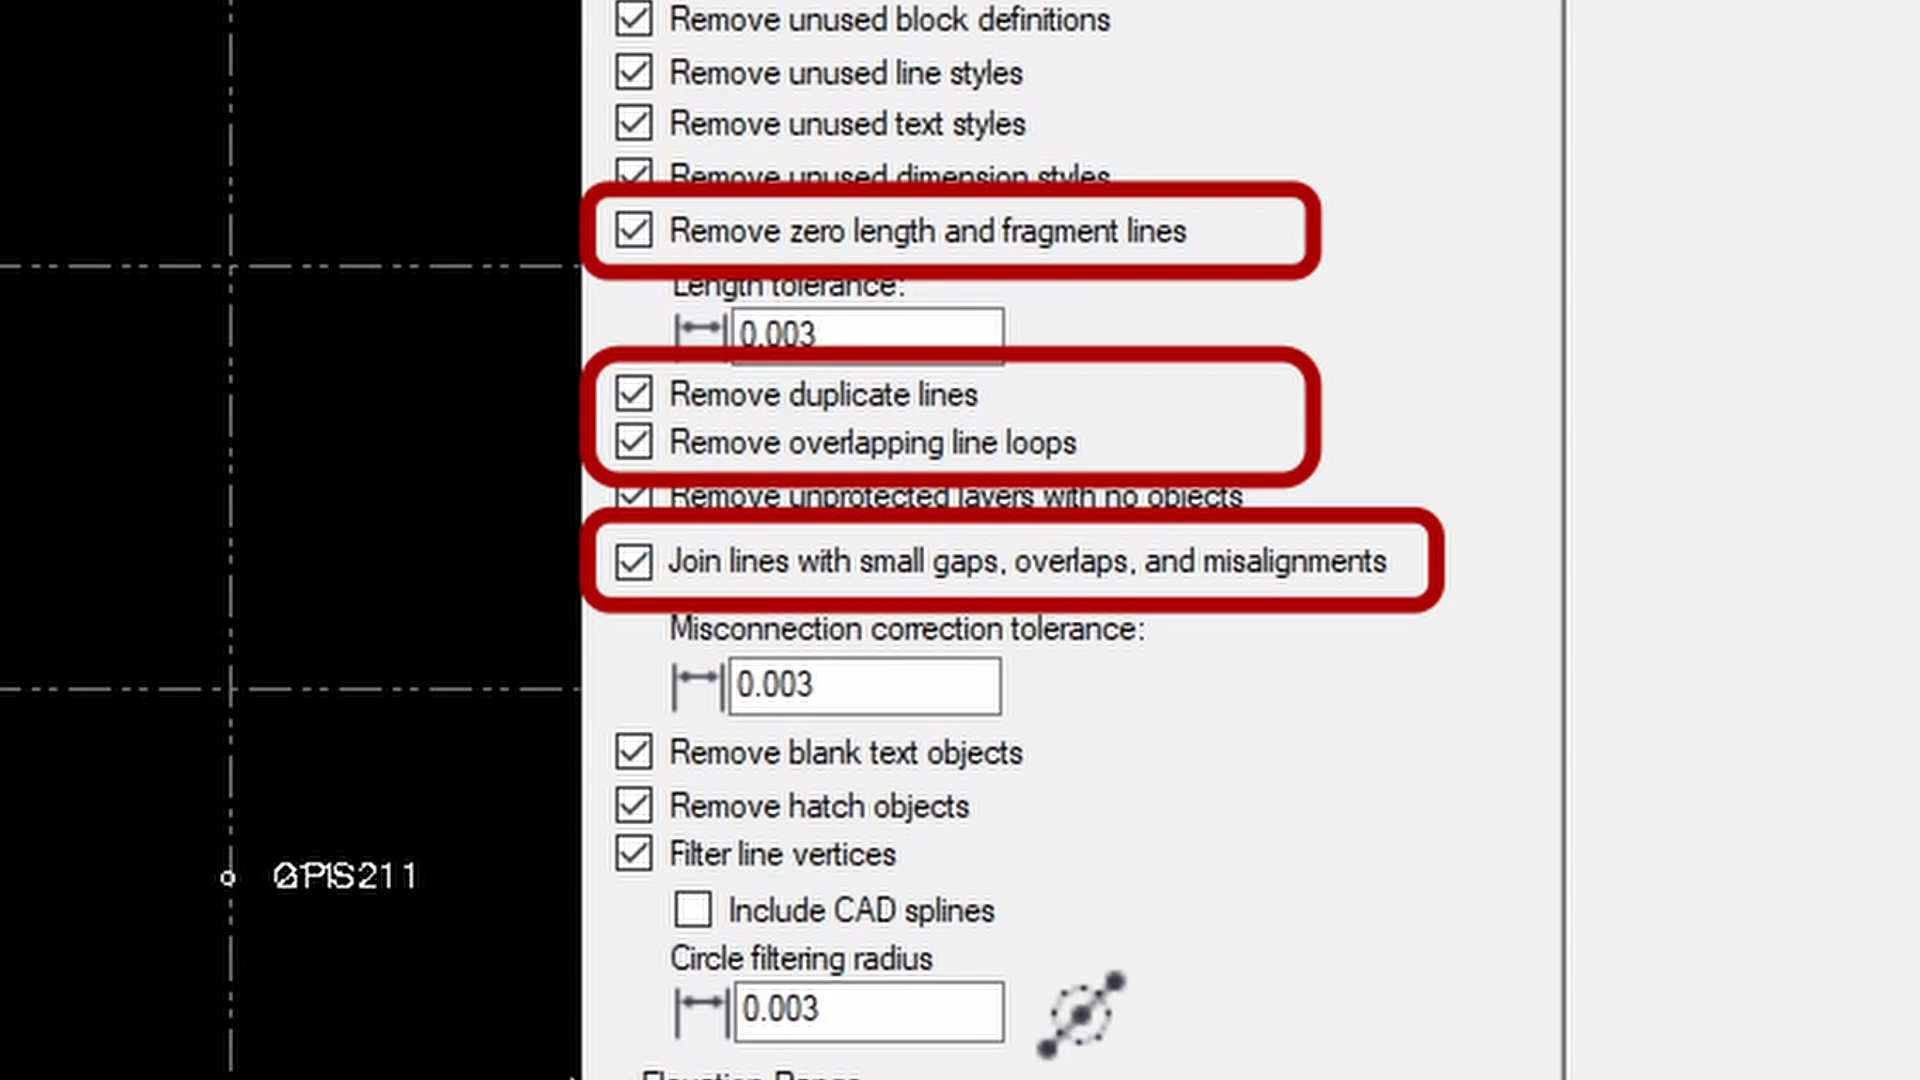 Remove unused block definitions
Remove unused line styles
Remove unused text styles
Remove unused dimension styles
Remove zero length and fragment lines
Length tolerance:
0.003
Remove duplicate lines
Remove overlapping line loops
Remove unprotected layers with no objects
Join lines with small gaps, overlaps, and misalignments
Misconnection correction tolerance:
0.003
Remove blank text objects
Remove hatch objects
Filter line vertices
Include CAD splines
Circle filtering radius
0.003
Elevation Range